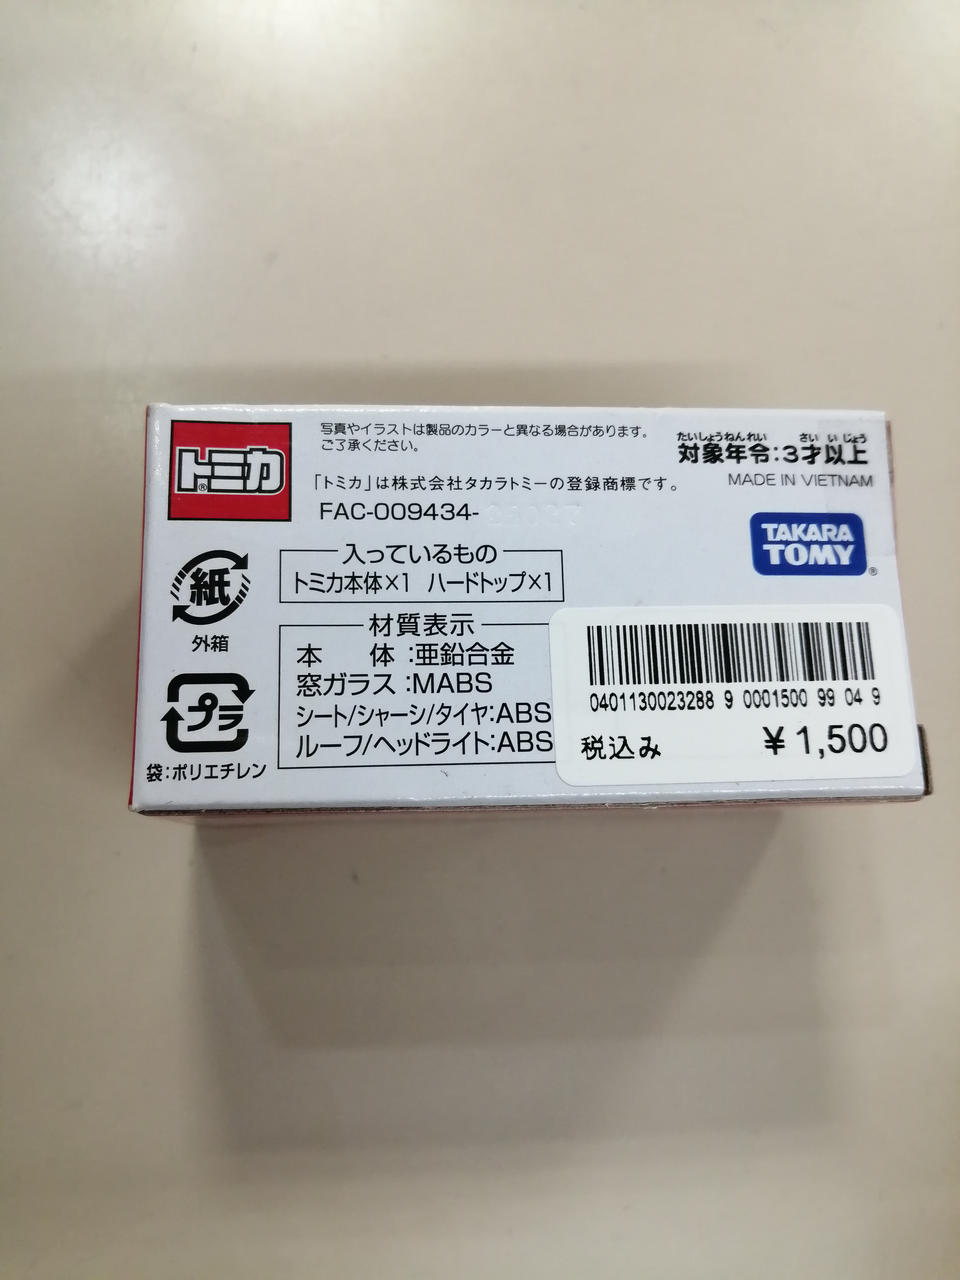 トミカ®
写真やイラストは製品のカラーと異なる場合があります。
ご了承ください。
「トミカ」は株式会社タカラトミーの登録商標です。
FAC-009434-
たいしょうねんれい さい いじょう
対象年令:3才以上
MADE IN VIETNAM
TAKARA
TOMY®
紙
外箱
プラ
袋:ポリエチレン
入っているもの
トミカ本体×1 ハードトップ×1
材質表示
本 体:亜鉛合金
窓ガラス:MABS
シート/シャーシ/タイヤ:ABS
ルーフ/ヘッドライト:ABS
0401130023288 9 0001500 99 04 9
税込み ¥1,500